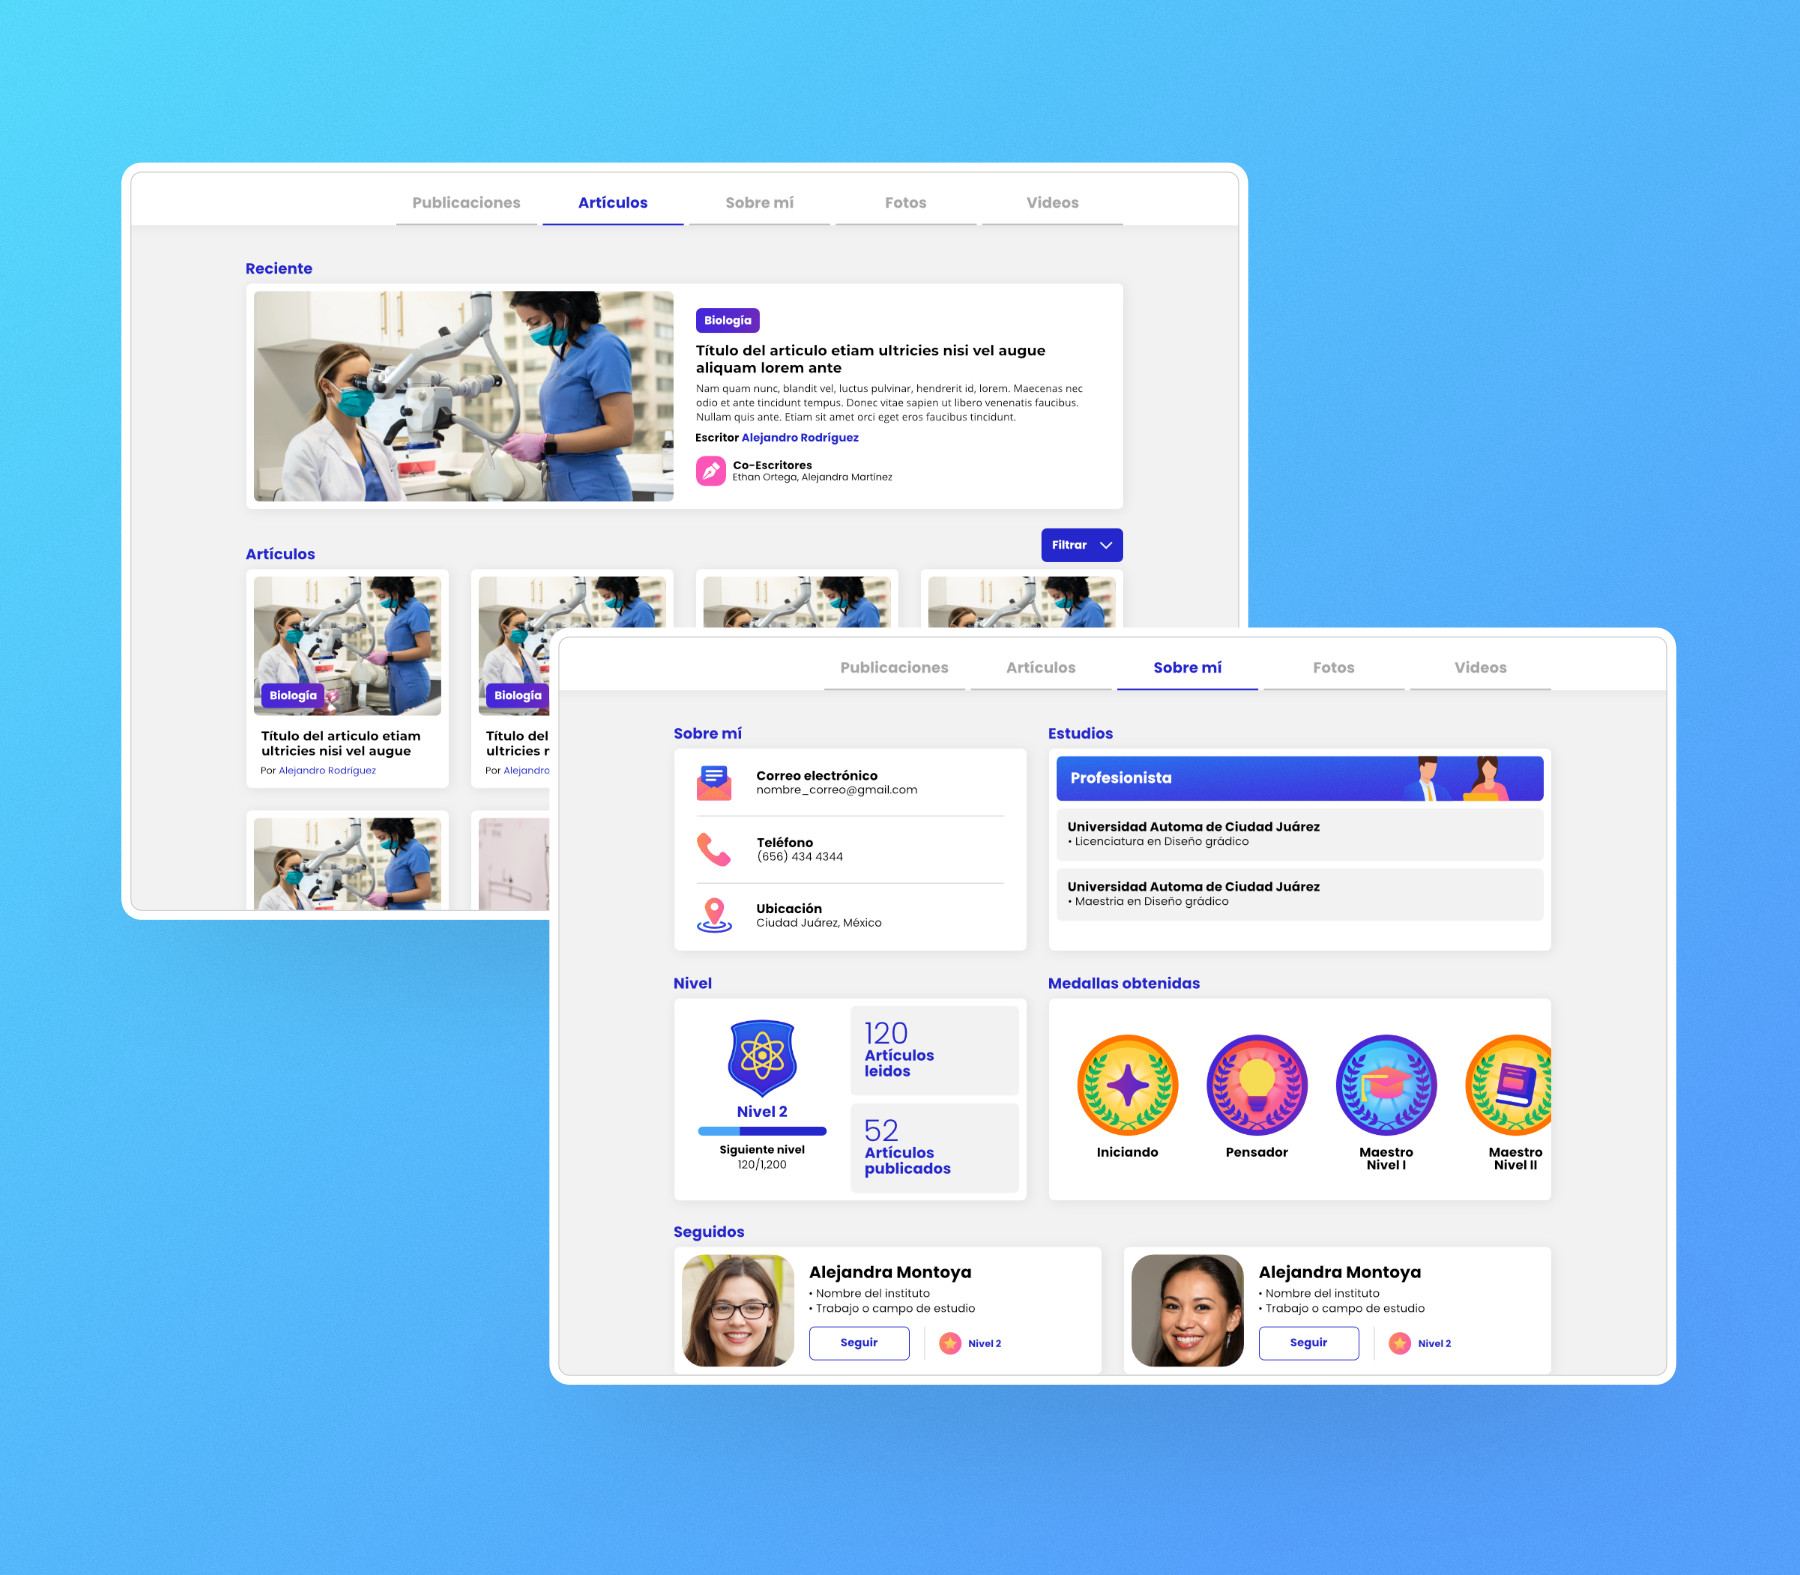 Publicaciones
Artículos
Sobre mí
Fotos
Videos
Reciente
Biología
Título del articulo etiam ultricies nisi vel augue
aliquam lorem ante
Nam quam nunc, blandit vel, luctus pulvinar, hendrerit id, lorem. Maecenas nec
odio et ante tincidunt tempus. Donec vitae sapien ut libero venenatis faucibus.
Nullam quis ante. Etiam sit amet orci eget eros faucibus tincidunt.
Escritor Alejandro Rodríguez
Co-Escritores
Ethan Ortega, Alejandra Martínez
Artículos
Filtrar
Biología
Título del articulo etiam
ultricies nisi vel augue
Por Alejandro Rodríguez
Biología
Título del
ultricies n
Por Alejandro
Publicaciones
Artículos
Sobre mí
Fotos
Videos
Sobre mí
Correo electrónico
nombre_correo@gmail.com
Teléfono
(656) 434 4344
Ubicación
Ciudad Juárez, México
Estudios
Profesionista
Universidad Automa de Ciudad Juárez
• Licenciatura en Diseño grádico
Universidad Automa de Ciudad Juárez
• Maestria en Diseño grádico
Nivel
Nivel 2
Siguiente nivel
120/1,200
120
Artículos
leidos
52
Artículos
publicados
Medallas obtenidas
Iniciando
Pensador
Maestro
Nivel I
Maestro
Nivel II
Seguidos
Alejandra Montoya
• Nombre del instituto
• Trabajo o campo de estudio
Seguir
Nivel 2
Alejandra Montoya
• Nombre del instituto
• Trabajo o campo de estudio
Seguir
Nivel 2